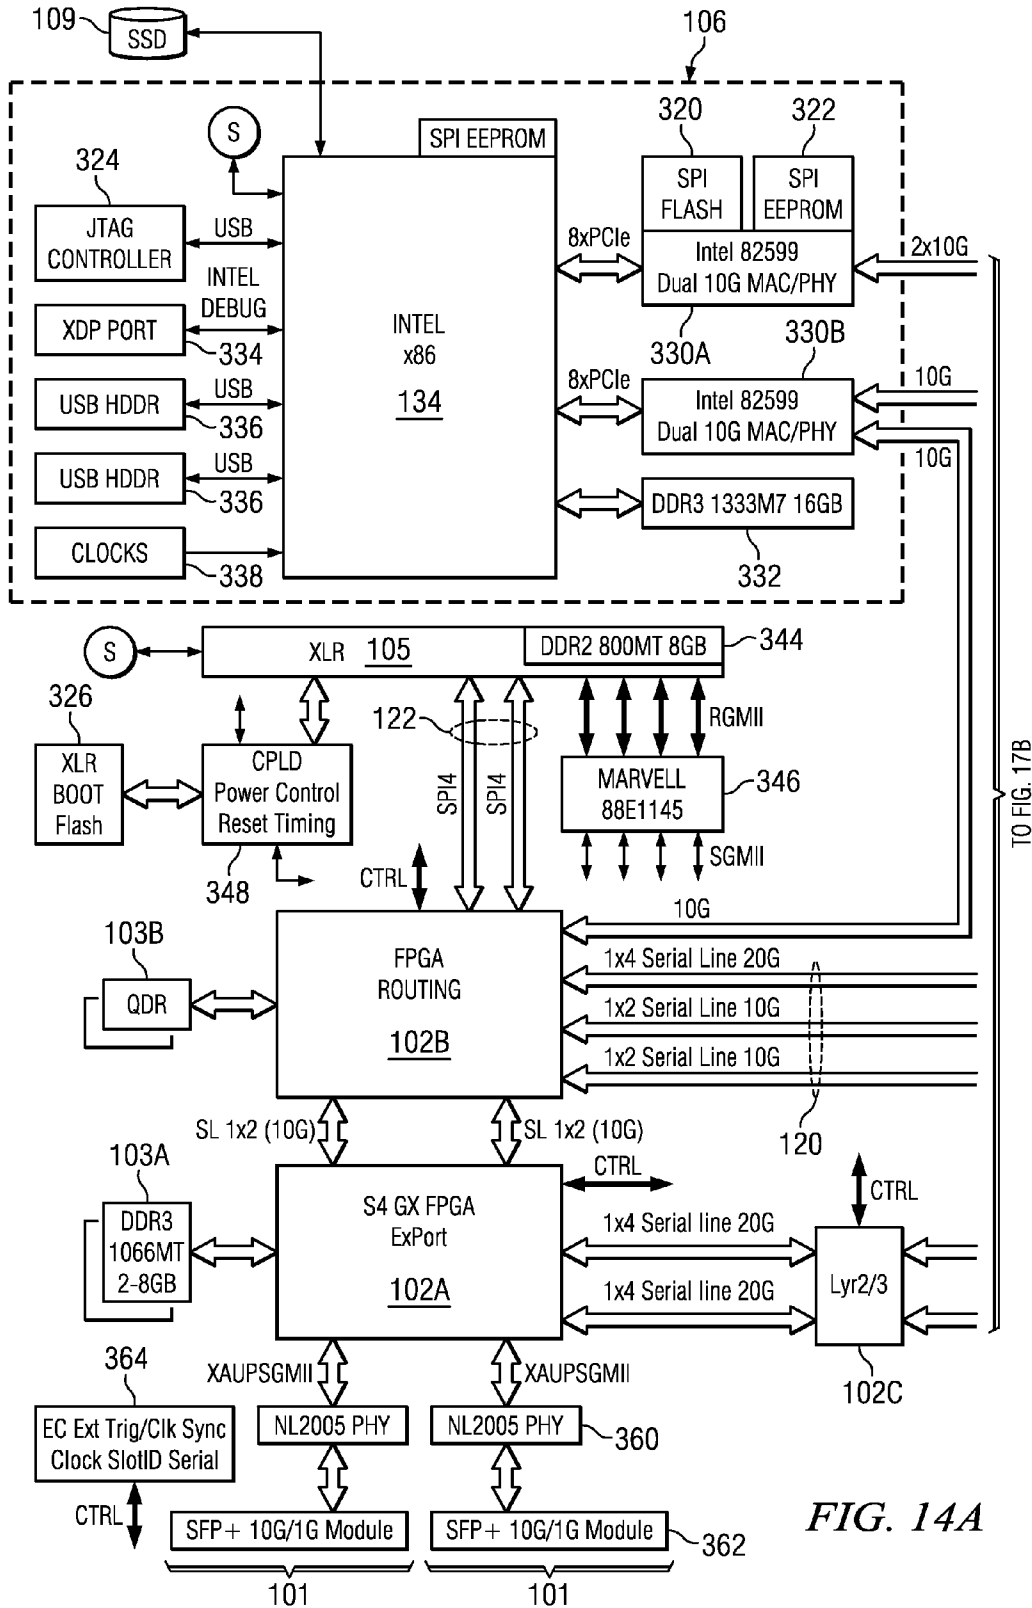 109
SSD
106
320
322
S
SPI EEPROM
324
SPI
FLASH
SPI
EEPROM
JTAG
CONTROLLER
USB
8xPCIe
Intel 82599
Dual 10G MAC/PHY
2x10G
INTEL
DEBUG
XDP PORT
334
INTEL
x86
134
330A
330B
USB HDDR
USB
336
8xPCIe
Intel 82599
Dual 10G MAC/PHY
10G
10G
USB HDDR
USB
336
DDR3 1333M7 16GB
332
CLOCKS
338
S
XLR 105
DDR2 800MT 8GB
344
326
122
RGMII
XLR
BOOT
Flash
CPLD
Power Control
Reset Timing
348
SPI4
SPI4
MARVELL
88E1145
346
SGMII
TO FIG. 17B
CTRL
10G
103B
QDR
FPGA
ROUTING
102B
1x4 Serial Line 20G
1x2 Serial Line 10G
1x2 Serial Line 10G
120
SL 1x2 (10G)
SL 1x2 (10G)
103A
CTRL
CTRL
DDR3
1066MT
2-8GB
S4 GX FPGA
ExPort
102A
1x4 Serial line 20G
1x4 Serial line 20G
Lyr2/3
102C
364
XAUPSGMII
XAUPSGMII
EC Ext Trig/Clk Sync
Clock SlotID Serial
NL2005 PHY
NL2005 PHY
360
CTRL
SFP+ 10G/1G Module
SFP+ 10G/1G Module
362
101
101
FIG. 14A